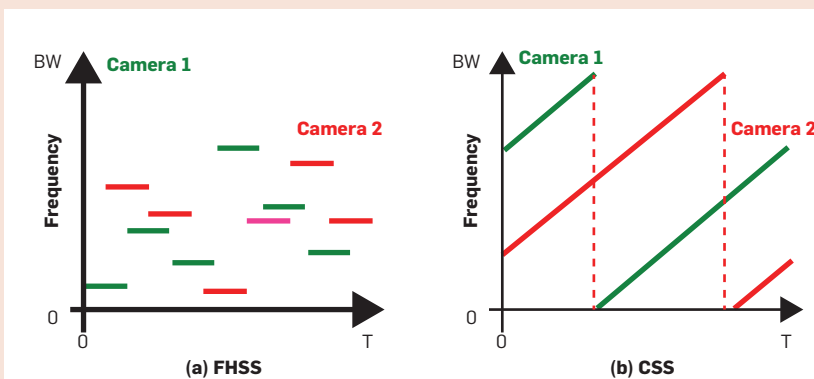 BW
Camera 1
Camera 2
Frequency
0
0
T
(a) FHSS
BW
Camera 1
Camera 2
Frequency
0
0
T
(b) CSS